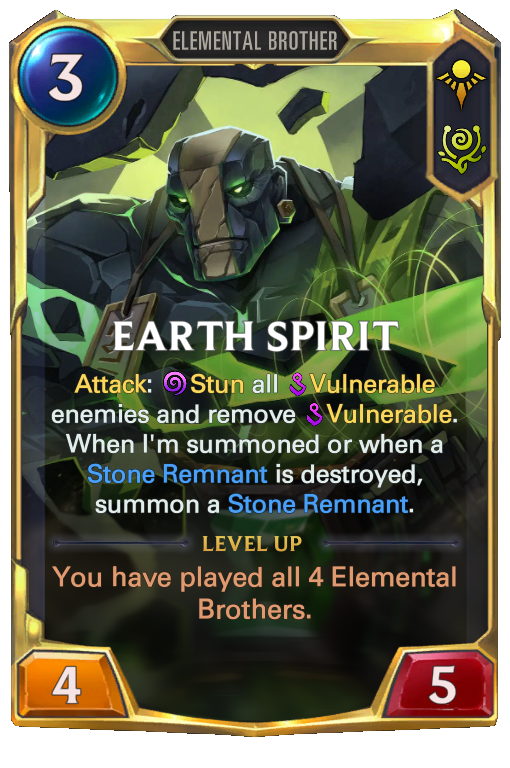 ELEMENTAL BROTHER
3
EARTH SPIRIT
Attack: Stun all Vulnerable
enemies and remove Vulnerable.
When I'm summoned or when a
Stone Remnant is destroyed,
summon a Stone Remnant.
LEVEL UP
You have played all 4 Elemental
Brothers.
4
5